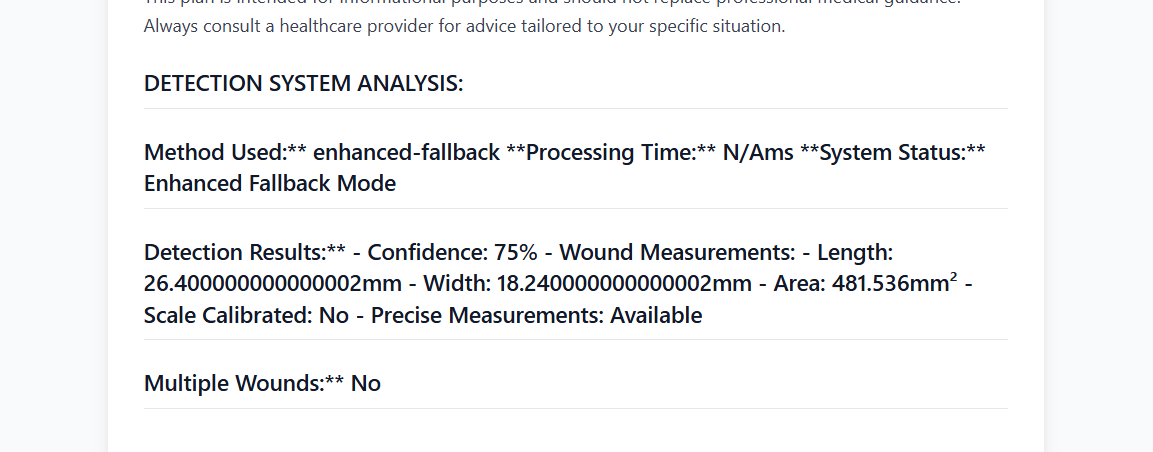 This plan is intended for informational purposes and should not replace professional medical guidance.
Always consult a healthcare provider for advice tailored to your specific situation.
DETECTION SYSTEM ANALYSIS:
Method Used:** enhanced-fallback **Processing Time:** N/Ams **System Status:**
Enhanced Fallback Mode
Detection Results:** - Confidence: 75% - Wound Measurements: - Length:
26.400000000000002mm - Width: 18.240000000000002mm - Area: 481.536mm² -
Scale Calibrated: No - Precise Measurements: Available
Multiple Wounds:** No